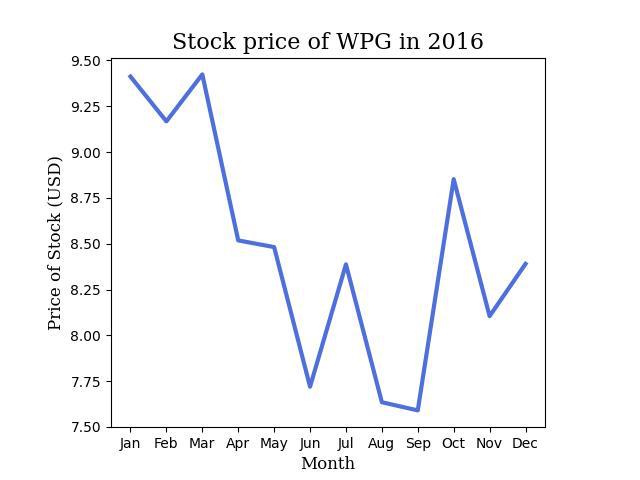 Stock price of WPG in 2016
Price of Stock (USD)
9.50
9.25
9.00
8.75
8.50
8.25
8.00
7.75
7.50
Jan Feb Mar Apr May Jun Jul Aug Sep Oct Nov Dec
Month